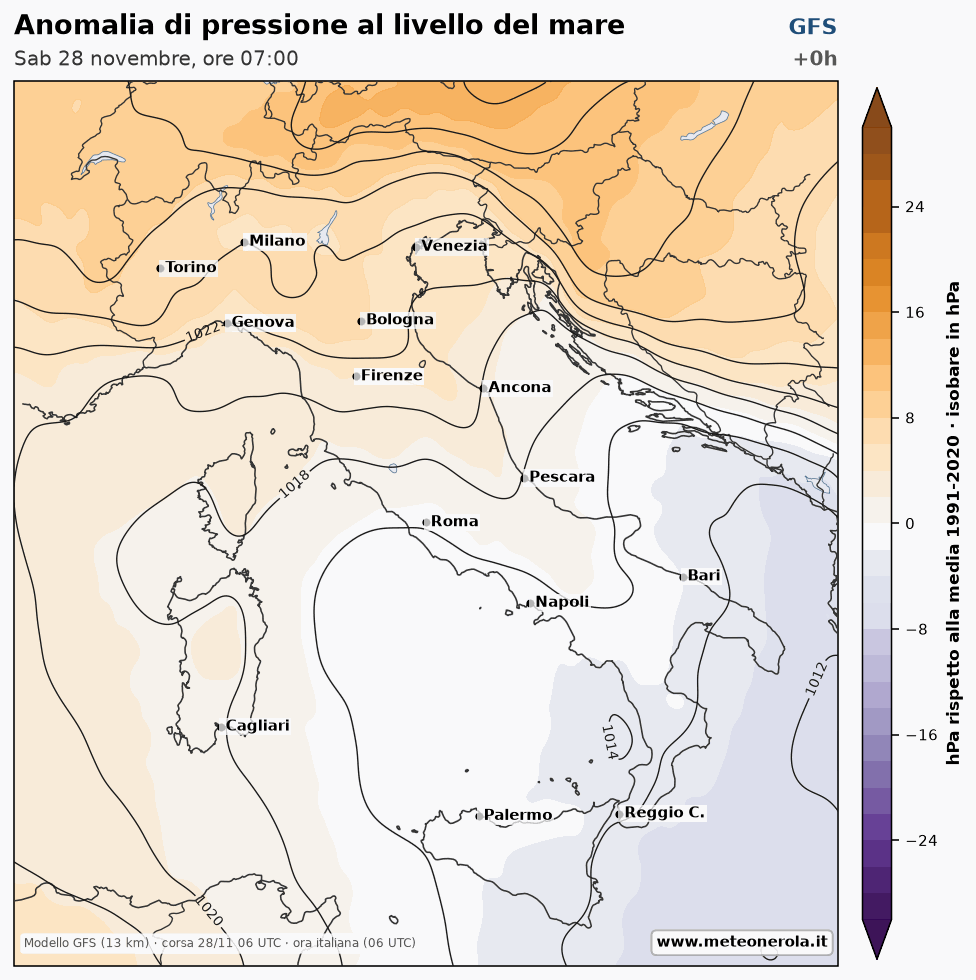 Anomalia di pressione al livello del mare
GFS
Sab 28 novembre, ore 07:00
+0h
Milano
Venezia
Torino
Genova
1022
Bologna
Firenze
Ancona
1018
Pescara
Roma
Bari
Napoli
1012
Cagliari
1014
Palermo
Reggio C.
1020
Modello GFS (13 km) · corsa 28/11 06 UTC · ora italiana (06 UTC)
www.meteonerola.it
24
16
8
0
−8
−16
−24
hPa rispetto alla media 1991-2020 · isobare in hPa